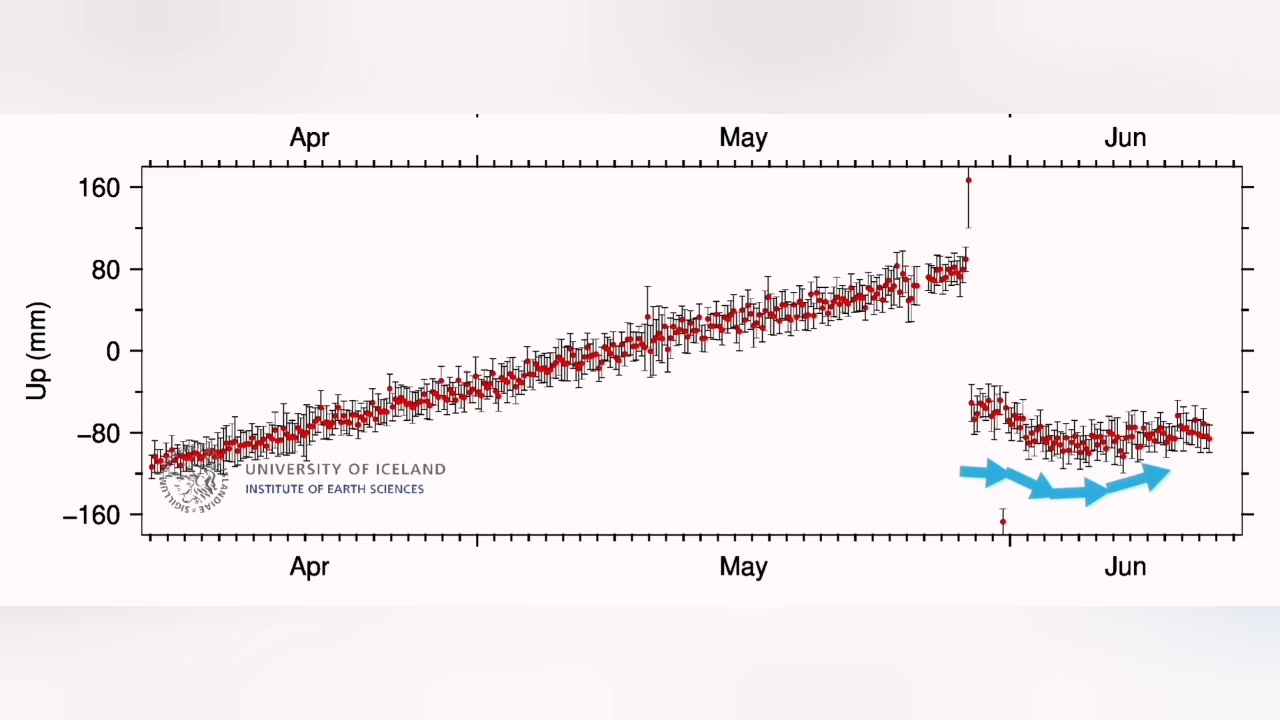 Apr May Jun
160
80
0
−80
−160
Up (mm)
UNIVERSITY OF ICELAND
INSTITUTE OF EARTH SCIENCES
SIGILLUM
Apr May Jun